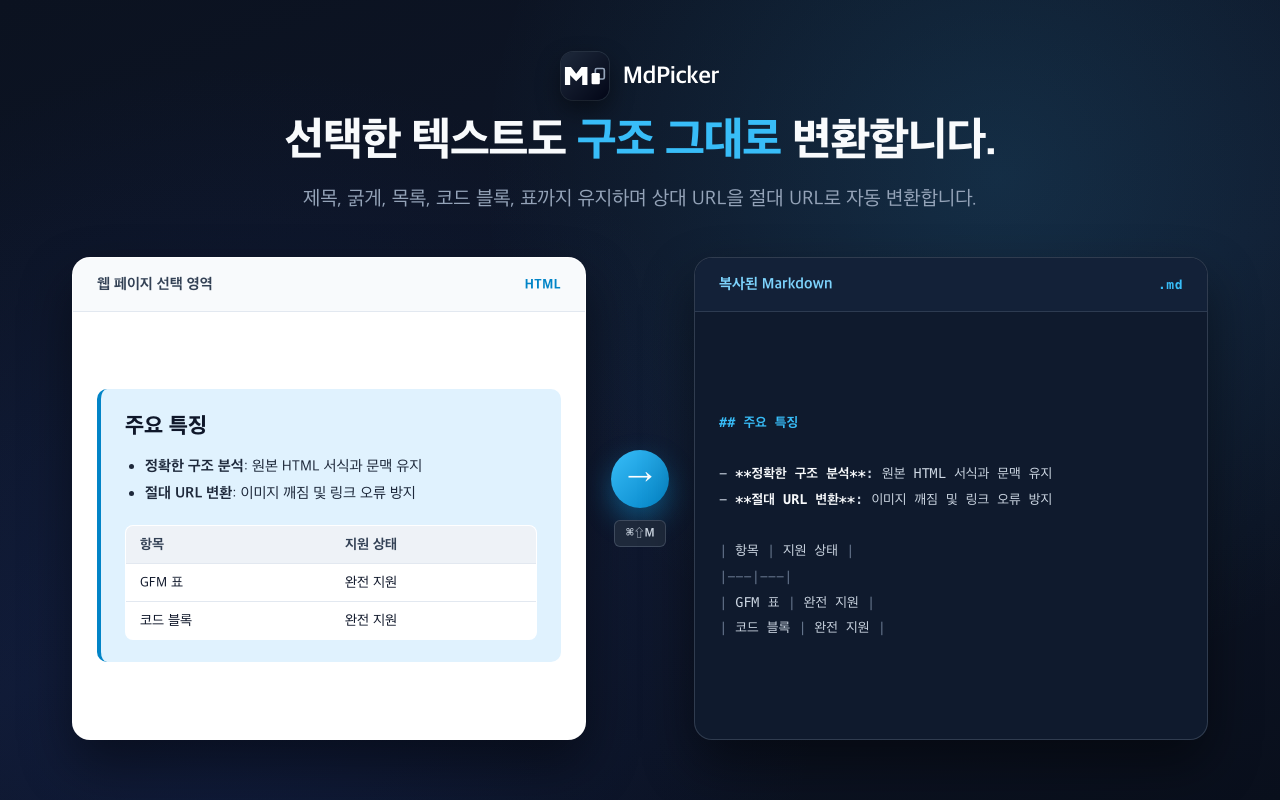 MdPicker
선택한 텍스트도 구조 그대로 변환합니다.
제목, 굵게, 목록, 코드 블록, 표까지 유지하며 상대 URL을 절대 URL로 자동 변환합니다.
웹 페이지 선택 영역
HTML
주요 특징
• 정확한 구조 분석: 원본 HTML 서식과 문맥 유지
• 절대 URL 변환: 이미지 깨짐 및 링크 오류 방지
항목 지원 상태
GFM 표 완전 지원
코드 블록 완전 지원
→
⌘⇧M
복사된 Markdown
.md
## 주요 특징
- **정확한 구조 분석**: 원본 HTML 서식과 문맥 유지
- **절대 URL 변환**: 이미지 깨짐 및 링크 오류 방지
| 항목 | 지원 상태 |
|---|---|
| GFM 표 | 완전 지원 |
| 코드 블록 | 완전 지원 |